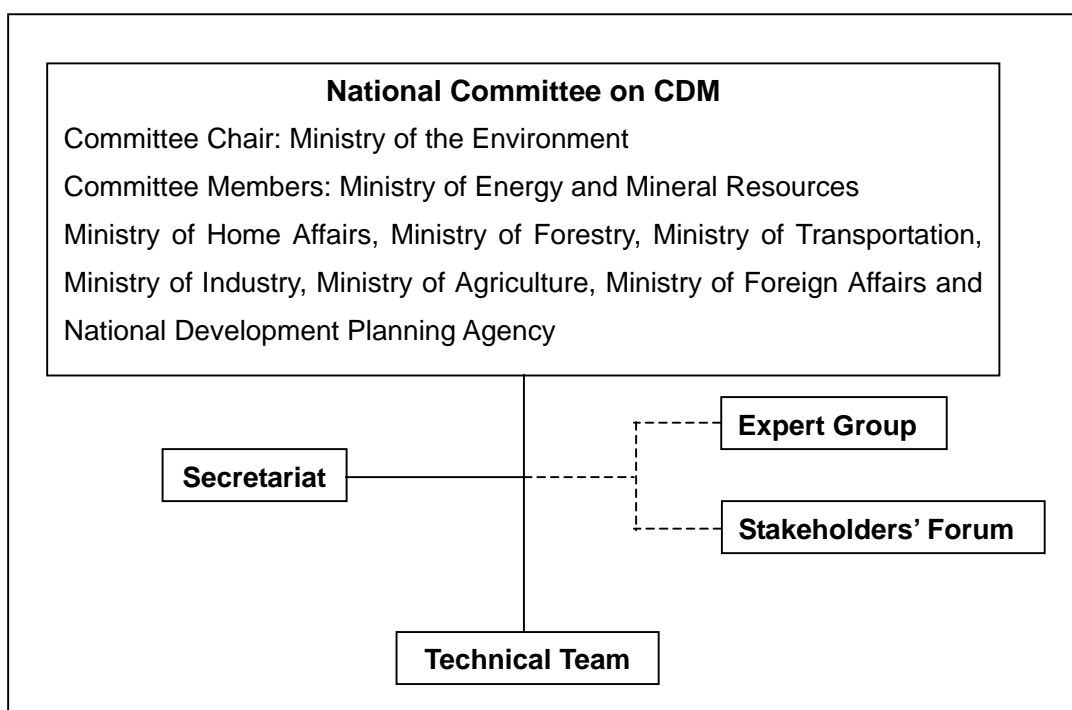 National Committee on CDM
Committee Chair: Ministry of the Environment
Committee Members: Ministry of Energy and Mineral Resources
Ministry of Home Affairs, Ministry of Forestry, Ministry of Transportation,
Ministry of Industry, Ministry of Agriculture, Ministry of Foreign Affairs and
National Development Planning Agency
Expert Group
Secretariat
Stakeholders’ Forum
Technical Team